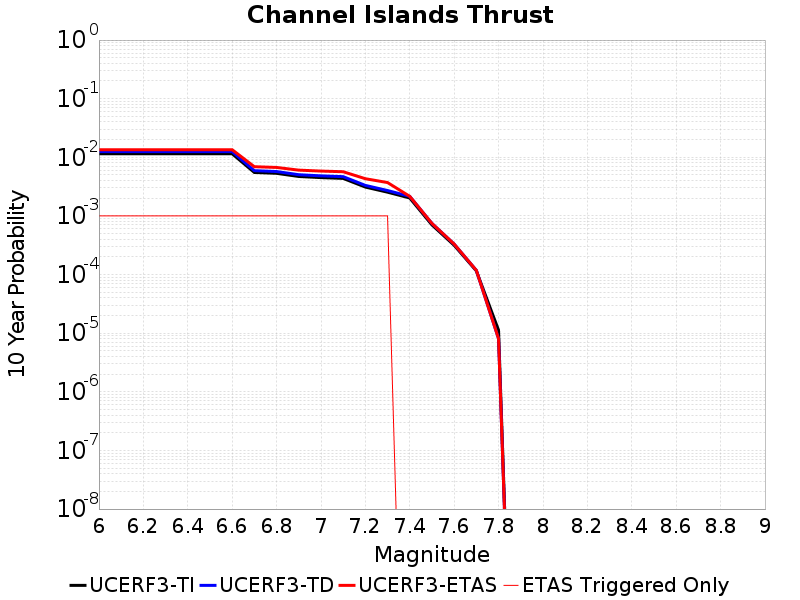 Channel Islands Thrust
10 Year Probability
10^0
10^-1
10^-2
10^-3
10^-4
10^-5
10^-6
10^-7
10^-8
6 6.2 6.4 6.6 6.8 7 7.2 7.4 7.6 7.8 8 8.2 8.4 8.6 8.8 9
Magnitude
UCERF3-TI UCERF3-TD UCERF3-ETAS ETAS Triggered Only